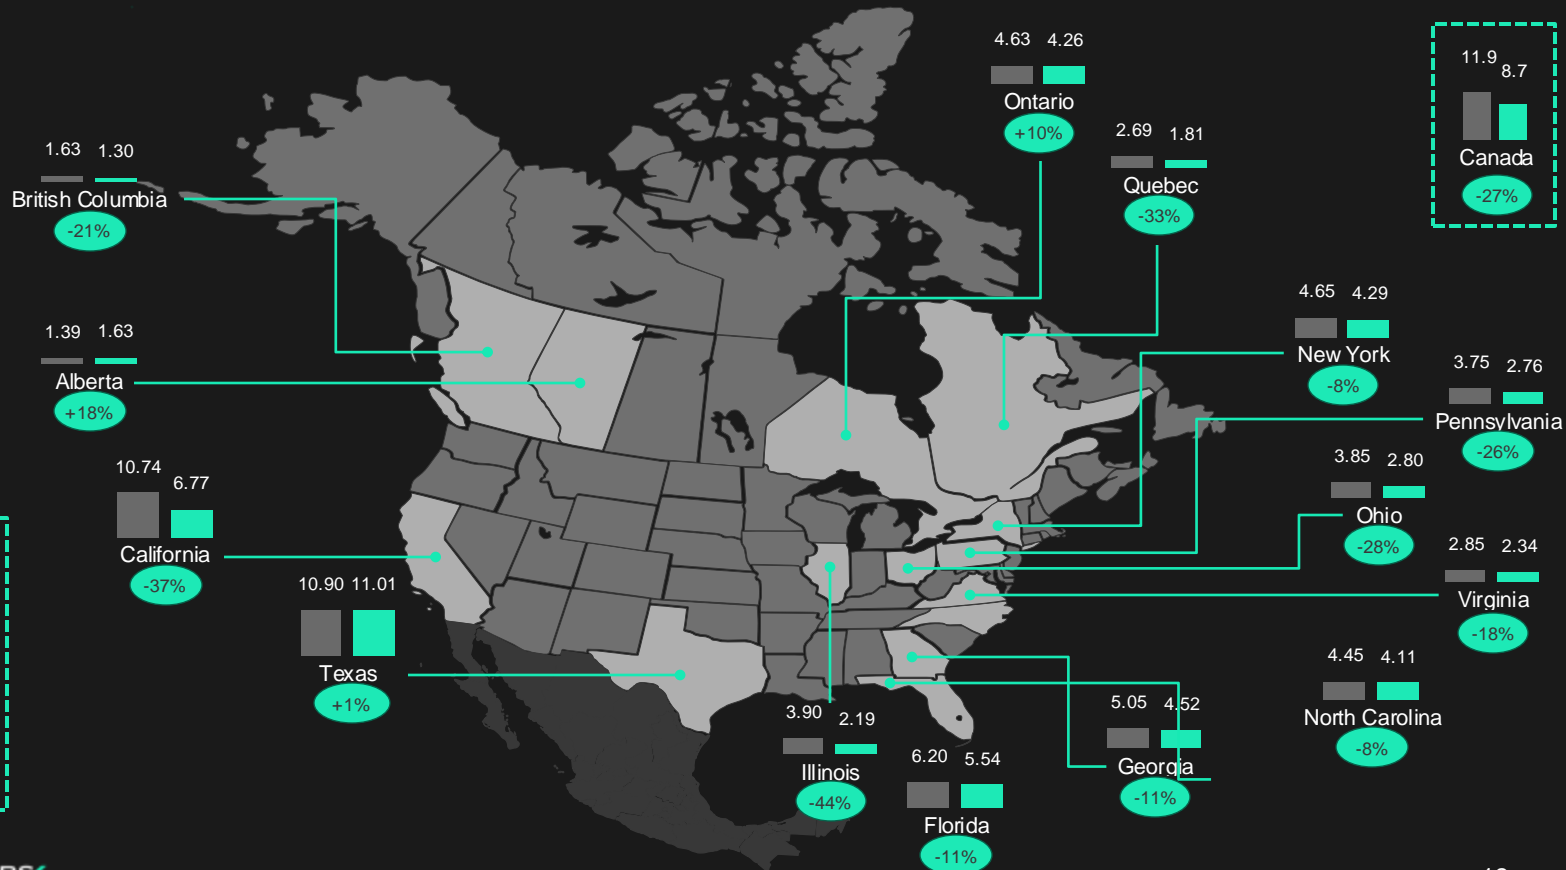 4.63 4.26
Ontario
+10%
11.9 8.7
Canada
-27%
2.69 1.81
Quebec
-33%
1.63 1.30
British Columbia
-21%
4.65 4.29
New York
-8%
1.39 1.63
Alberta
+18%
3.75 2.76
Pennsylvania
-26%
10.74 6.77
California
-37%
3.85 2.80
Ohio
-28%
2.85 2.34
Virginia
-18%
10.90 11.01
Texas
+1%
4.45 4.11
North Carolina
-8%
3.90 2.19
Illinois
-44%
5.05 4.52
Georgia
-11%
6.20 5.54
Florida
-11%